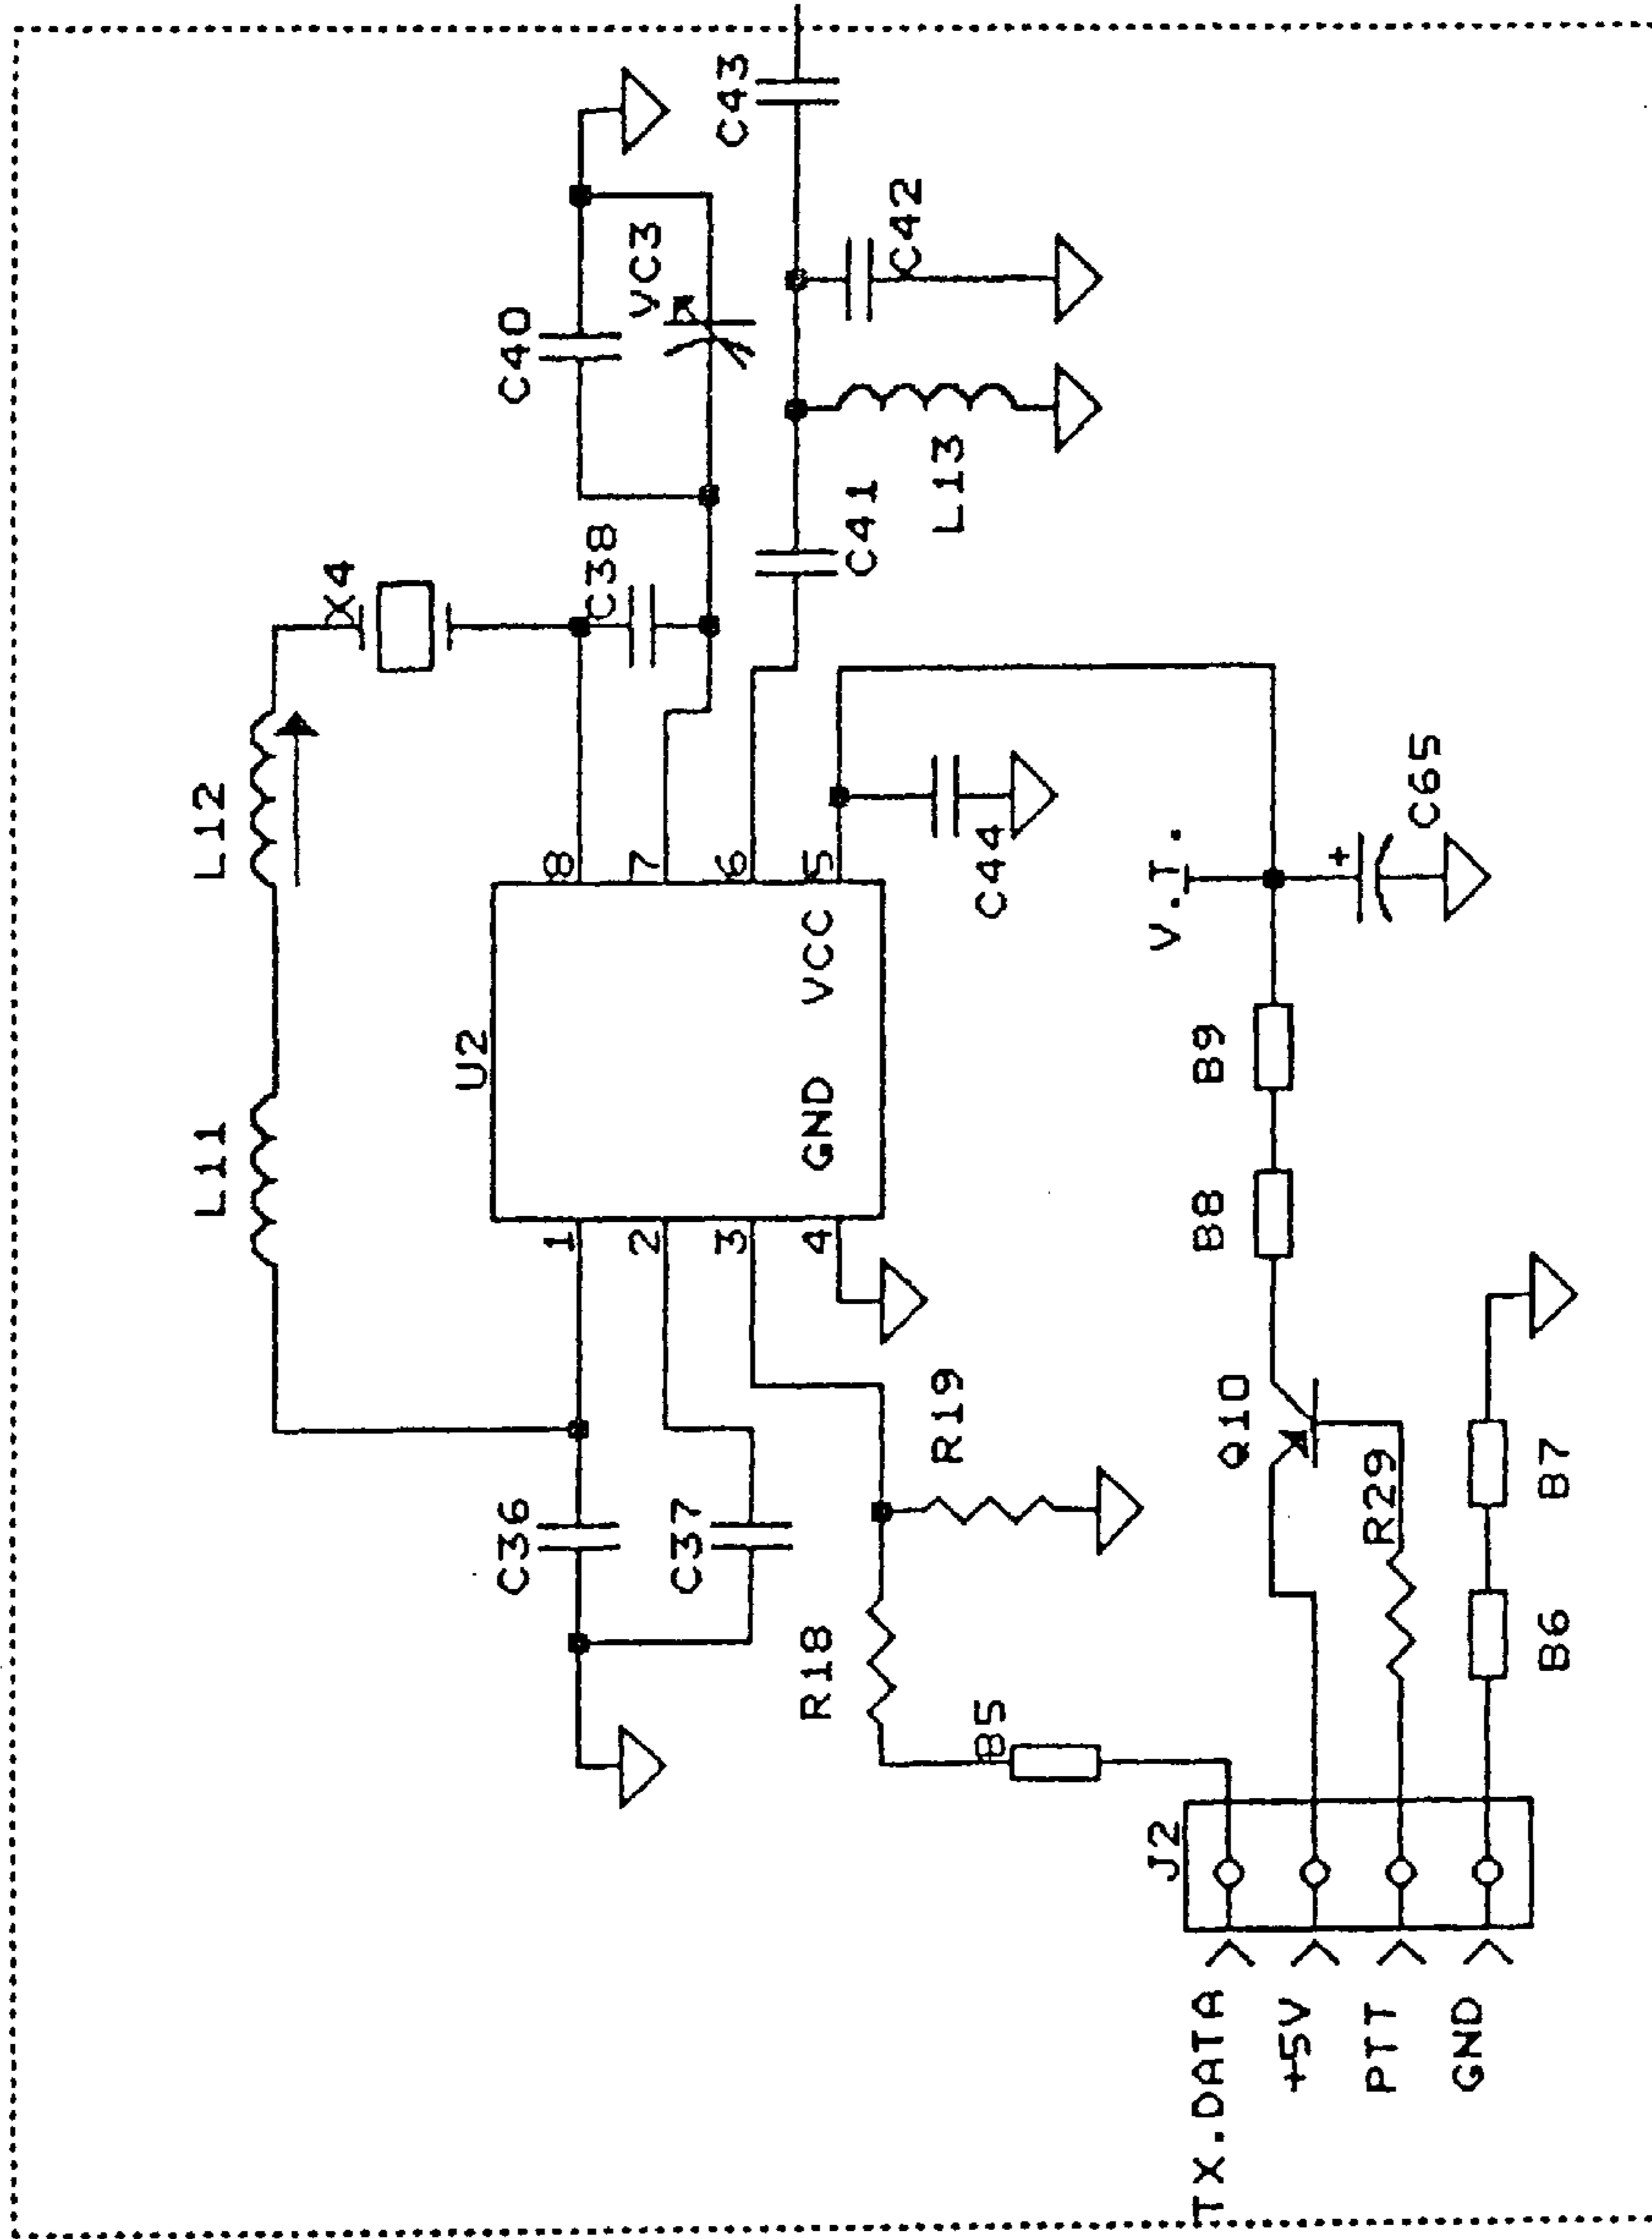 L11
L12
X4
C40
VC3
C43
C38
C42
C41
L13
U2
8
7
6
5
VCC
GND
1
2
3
4
C36
C37
C44
R18
R19
B5
V.T.
C65
+
B8
B9
Q10
R29
B6
B7
J2
TX.DATA
+5V
PTT
GND